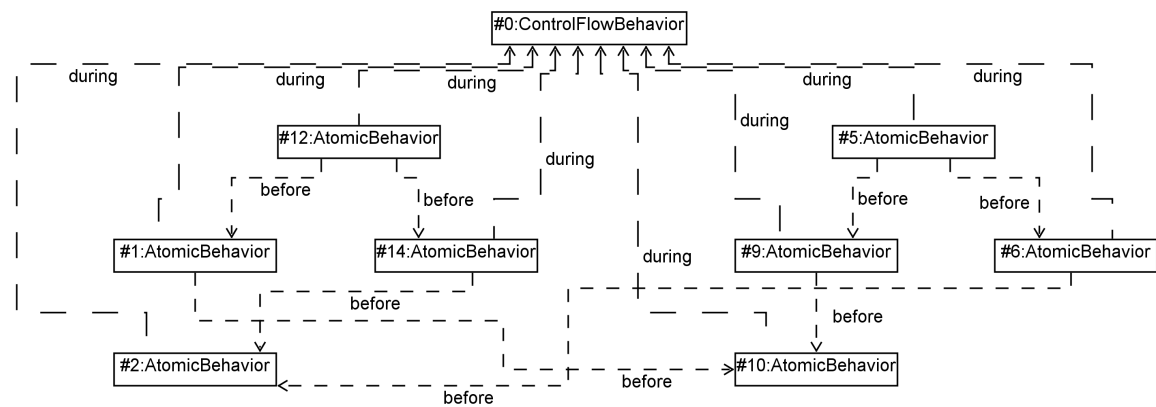 #0:ControlFlowBehavior
during
during
during
during
during
during
#12:AtomicBehavior
#5:AtomicBehavior
during
before
before
before
before
#1:AtomicBehavior
#14:AtomicBehavior
#9:AtomicBehavior
#6:AtomicBehavior
during
before
before
#2:AtomicBehavior
#10:AtomicBehavior
before
before